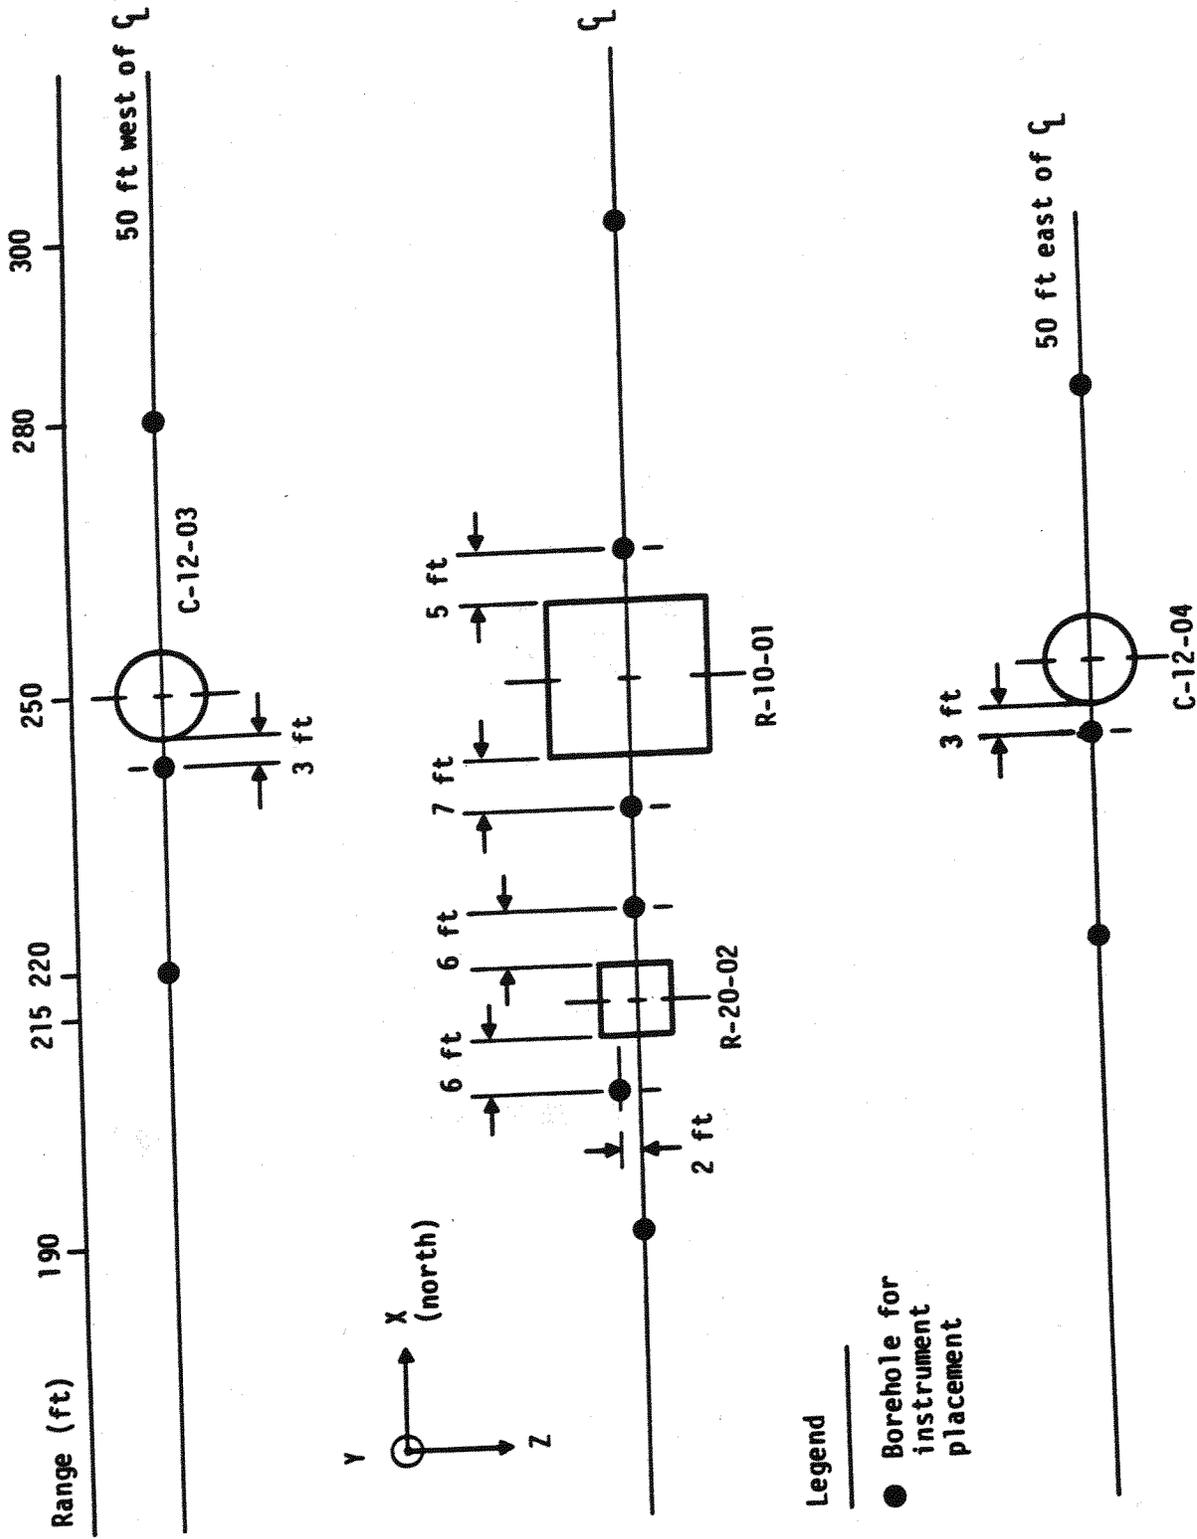 Range (ft)
190
215
220
250
280
300
50 ft west of ℄
C-12-03
3 ft
℄
6 ft
6 ft
7 ft
5 ft
2 ft
R-20-02
R-10-01
Y
X
(north)
Z
50 ft east of ℄
3 ft
C-12-04
Legend
Borehole for
instrument
placement